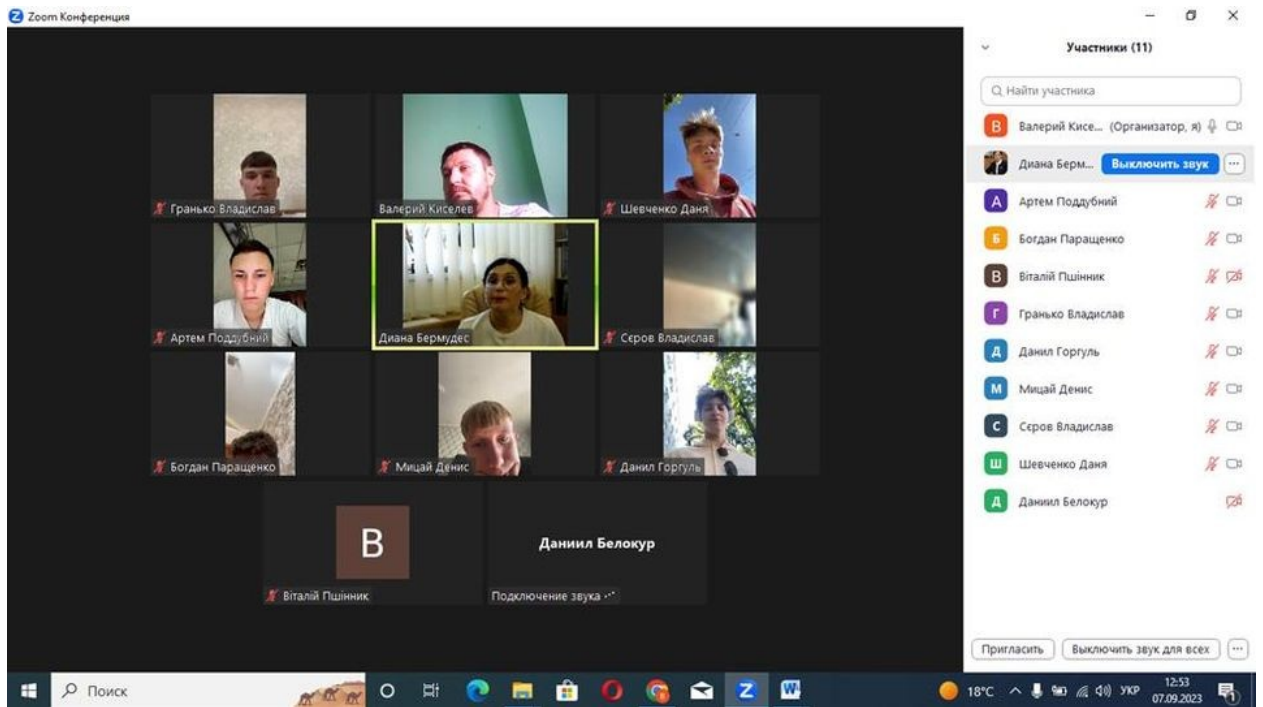 Zoom Конференция
Участники (11)
Найти участника
В Валерий Кисе... (Организатор, я)
Диана Берм... Выключить звук ...
А Артем Поддубний
Б Богдан Паращенко
В Віталій Пшінник
Г Гранько Владислав
Д Данил Горгуль
М Мицай Денис
С Сєров Владислав
Ш Шевченко Даня
Д Даниил Белокур
Гранько Владислав
Валерий Киселев
Шевченко Даня
Артем Поддубний
Диана Бермудес
Сєров Владислав
Богдан Паращенко
Мицай Денис
Данил Горгуль
В
Віталій Пшінник
Даниил Белокур
Подключение звука
Пригласить
Выключить звук для всех
...
Поиск
18°C
УКР
12:53
07.09.2023